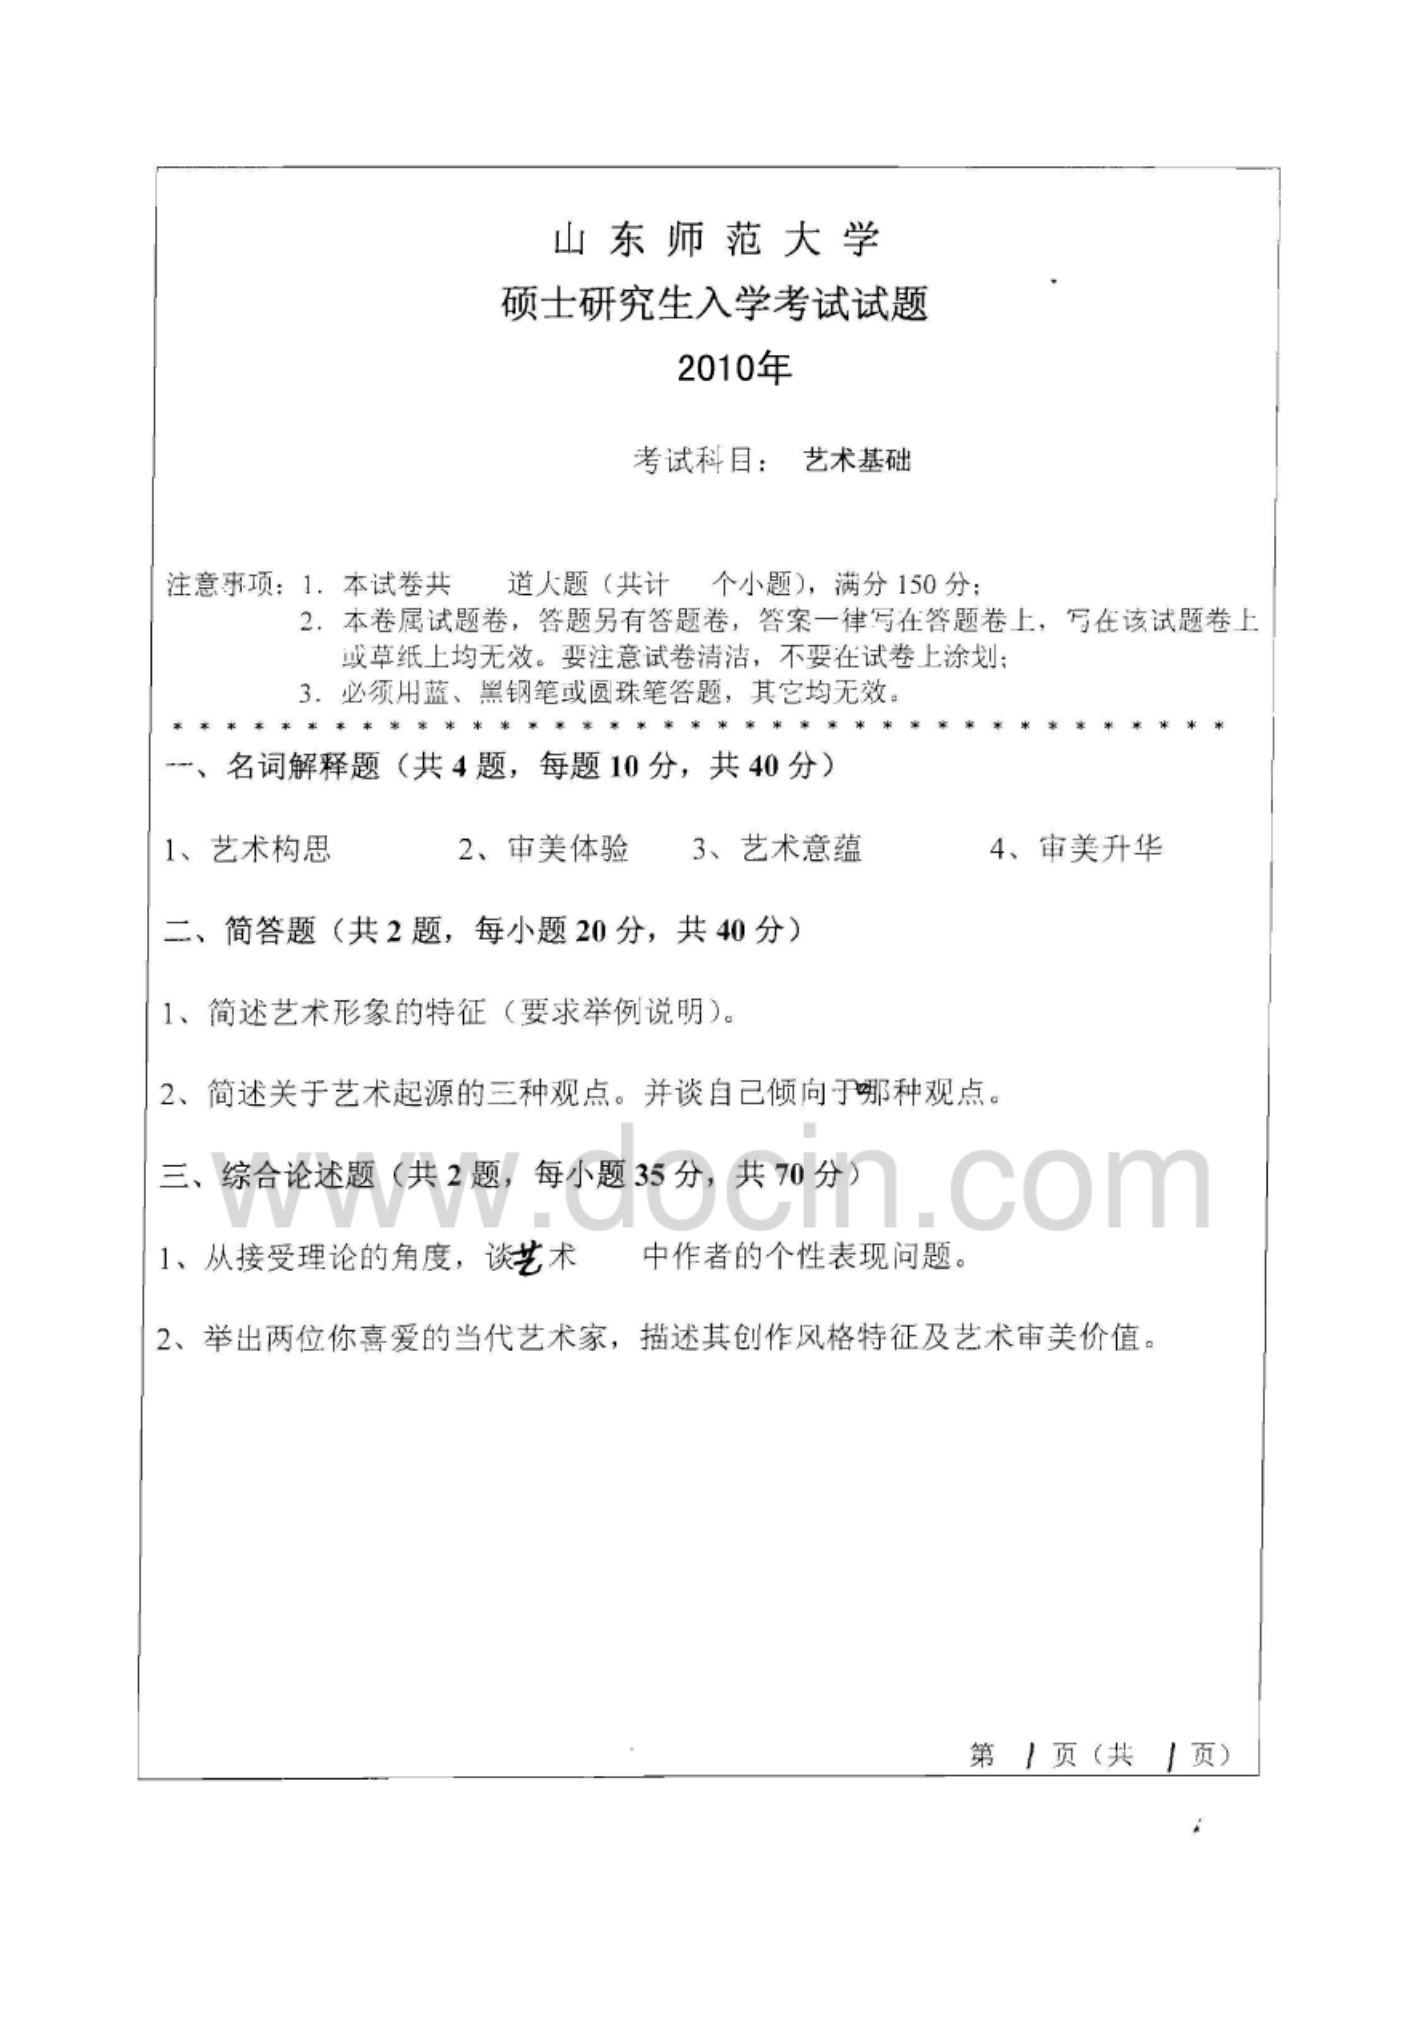 山东师范大学
硕士研究生入学考试试题
2010年
考试科目： 艺术基础
注意事项：1．本试卷共　　道大题（共计　　个小题），满分 150 分；
2．本卷属试题卷，答题另有答题卷，答案一律写在答题卷上，写在该试题卷上
或草纸上均无效。要注意试卷清洁，不要在试卷上涂划；
3．必须用蓝、黑钢笔或圆珠笔答题，其它均无效。
* * * * * * * * * * * * * * * * * * * * * * * * * * * * * * * * * * * * * * *
一、名词解释题（共 4 题，每题 10 分，共 40 分）
1、艺术构思　　2、审美体验　　3、艺术意蕴　　4、审美升华
二、简答题（共 2 题，每小题 20 分，共 40 分）
1、简述艺术形象的特征（要求举例说明）。
2、简述关于艺术起源的三种观点。并谈自己倾向于哪种观点。
www.docin.com
三、综合论述题（共 2 题，每小题 35 分，共 70 分）
1、从接受理论的角度，谈艺术　　中作者的个性表现问题。
2、举出两位你喜爱的当代艺术家，描述其创作风格特征及艺术审美价值。
第 1 页（共 1 页）